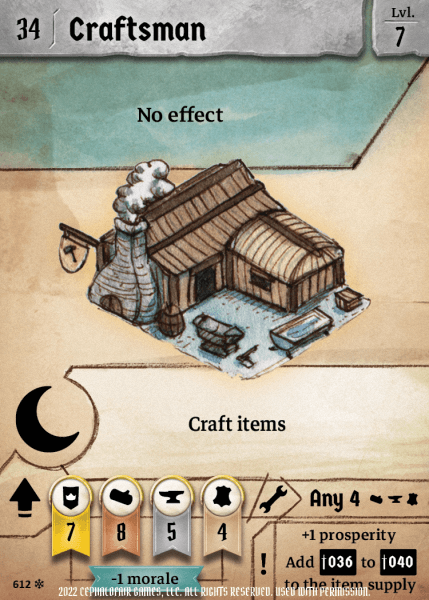 34 Craftsman
Lvl.
7
No effect
Craft items
7 8 5 4
Any 4
-1 morale
+1 prosperity
! Add 036 to 040
to the item supply
612
2022 CEPHALOFAIR GAMES, LLC. ALL RIGHTS RESERVED. USED WITH PERMISSION.